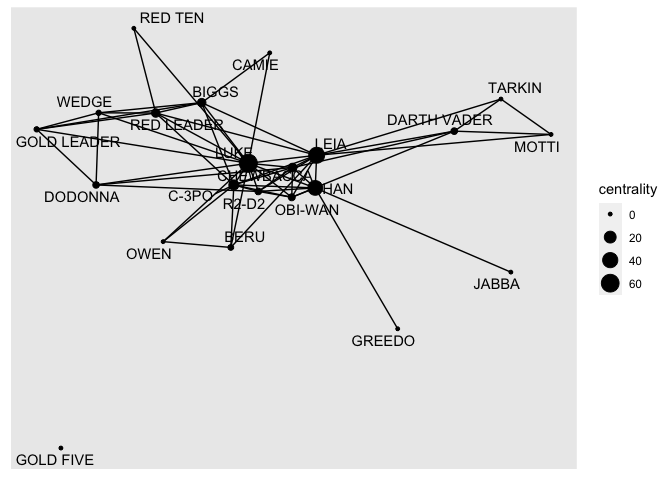 RED TEN
CAMIE
BIGGS
WEDGE
TARKIN
DARTH VADER
RED LEADER
GOLD LEADER
LEIA
MOTTI
LUKE
CHEWBACCA
HAN
DODONNA
C-3PO
R2-D2
OBI-WAN
BERU
OWEN
JABBA
GREEDO
GOLD FIVE
centrality
0
20
40
60